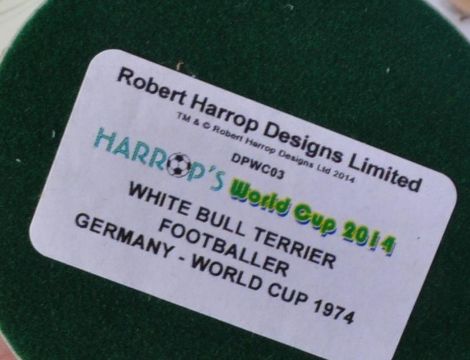 Robert Harrop Designs Limited
TM & © Robert Harrop Designs Ltd 2014
DPWC03
HARROP'S World Cup 2014
WHITE BULL TERRIER
FOOTBALLER
GERMANY - WORLD CUP 1974